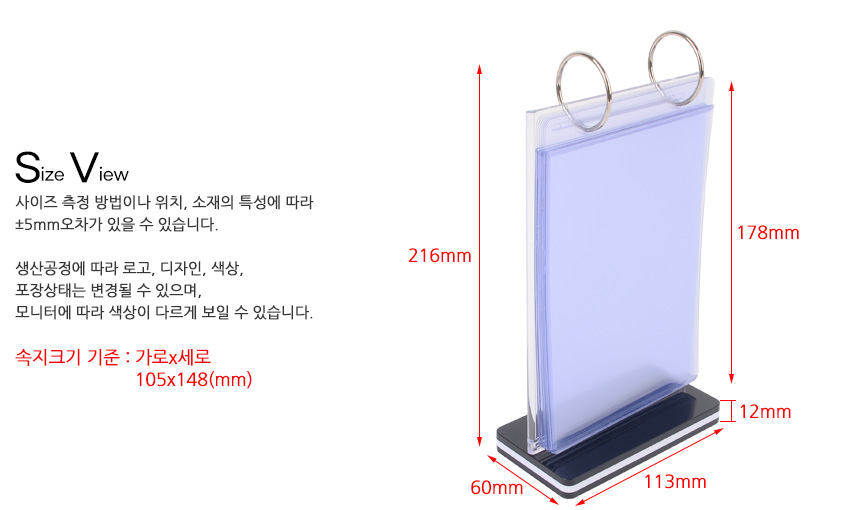 Size View
사이즈 측정 방법이나 위치, 소재의 특성에 따라
±5mm오차가 있을 수 있습니다.
생산공정에 따라 로고, 디자인, 색상,
포장상태는 변경될 수 있으며,
모니터에 따라 색상이 다르게 보일 수 있습니다.
속지크기 기준 : 가로x세로
105x148(mm)
216mm
178mm
12mm
60mm
113mm